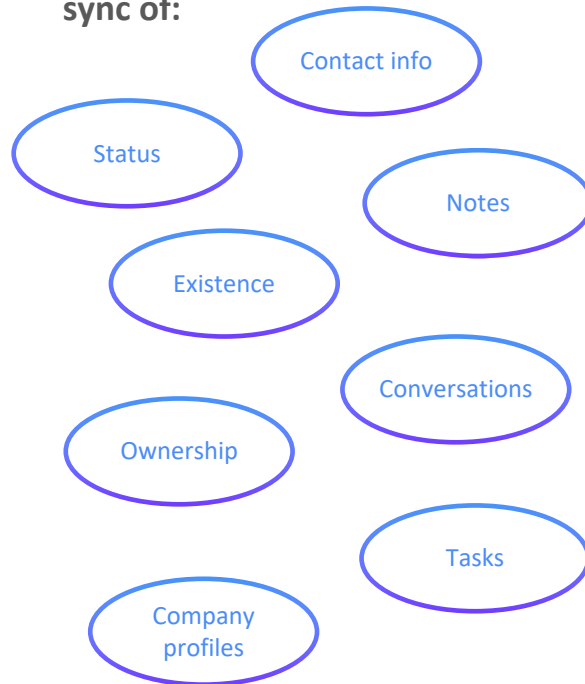 sync of:
Contact info
Status
Notes
Existence
Conversations
Ownership
Tasks
Company
profiles